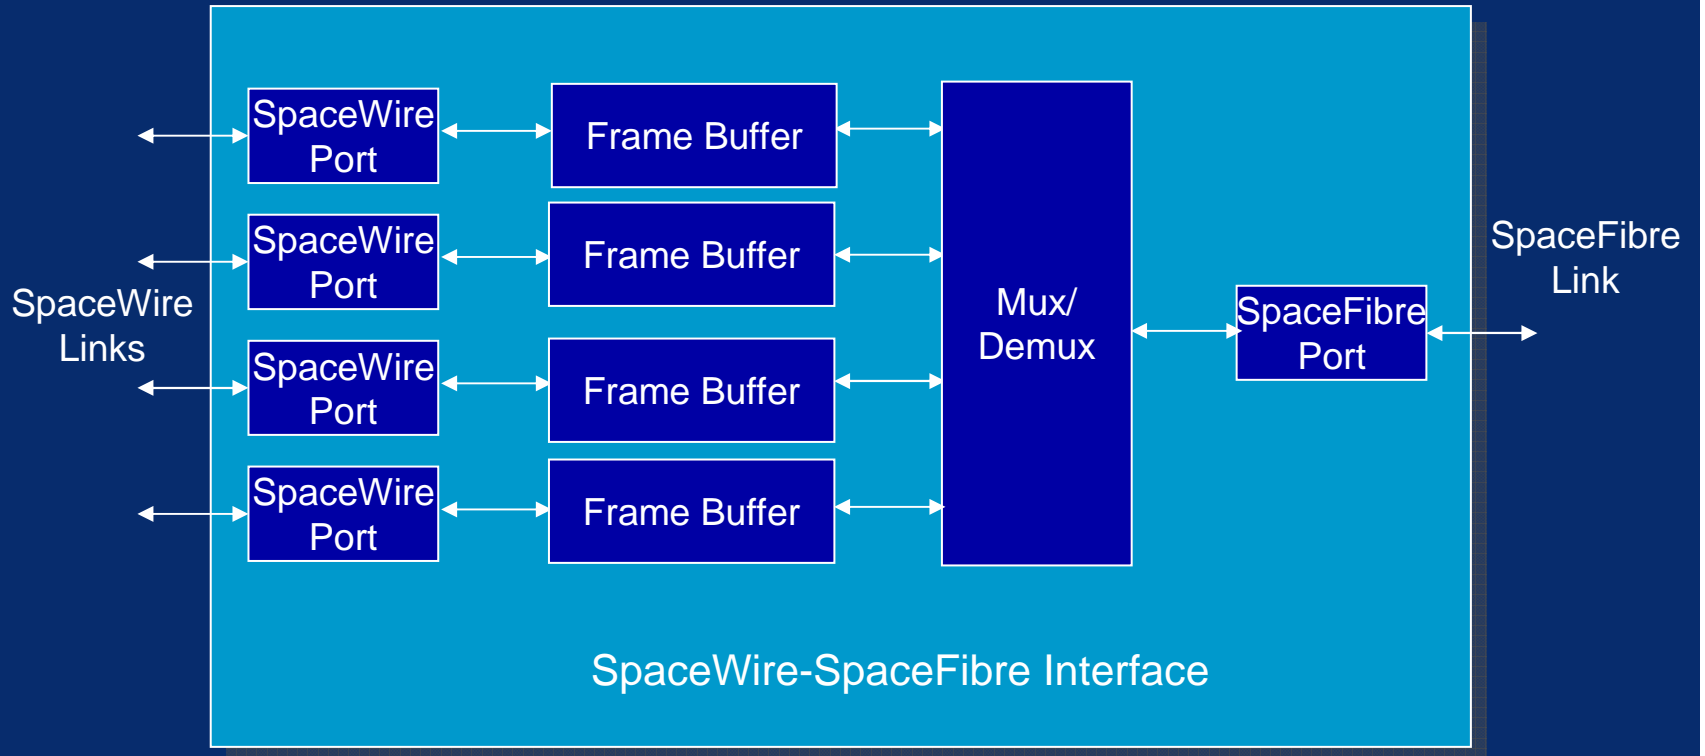 SpaceWire
Links
SpaceWire
Port
Frame Buffer
SpaceWire
Port
Frame Buffer
SpaceWire
Port
Frame Buffer
SpaceWire
Port
Frame Buffer
Mux/
Demux
SpaceFibre
Port
SpaceFibre
Link
SpaceWire-SpaceFibre Interface